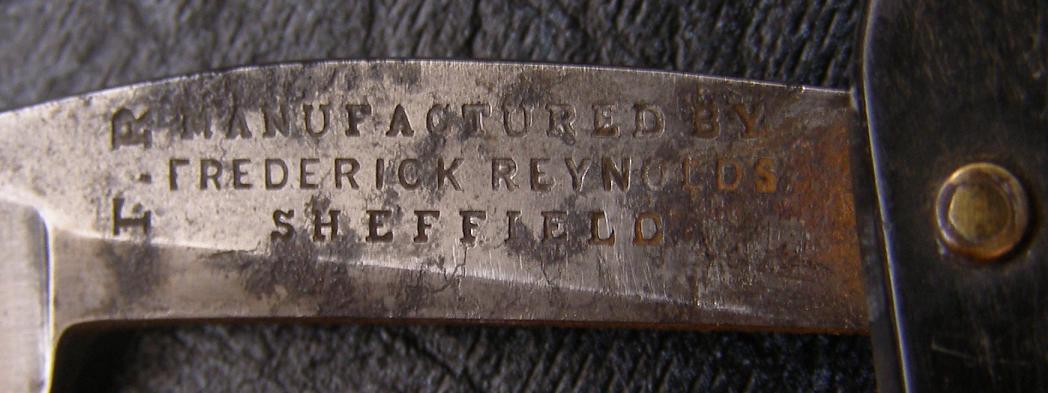 F.R
MANUFACTURED BY
FREDERICK REYNOLDS
SHEFFIELD